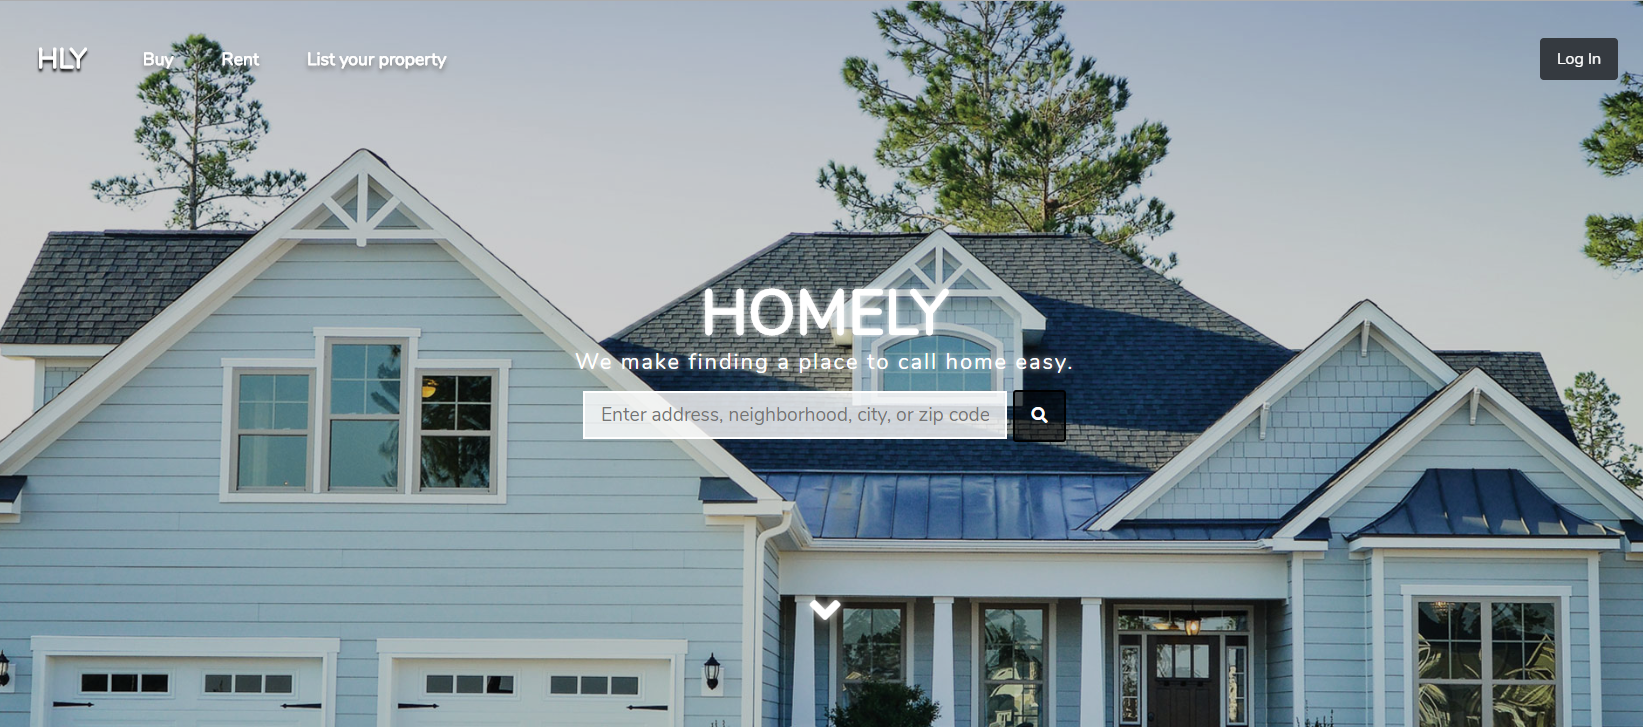 HLY
Buy
Rent
List your property
Log In
HOMELY
We make finding a place to call home easy.
Enter address, neighborhood, city, or zip code